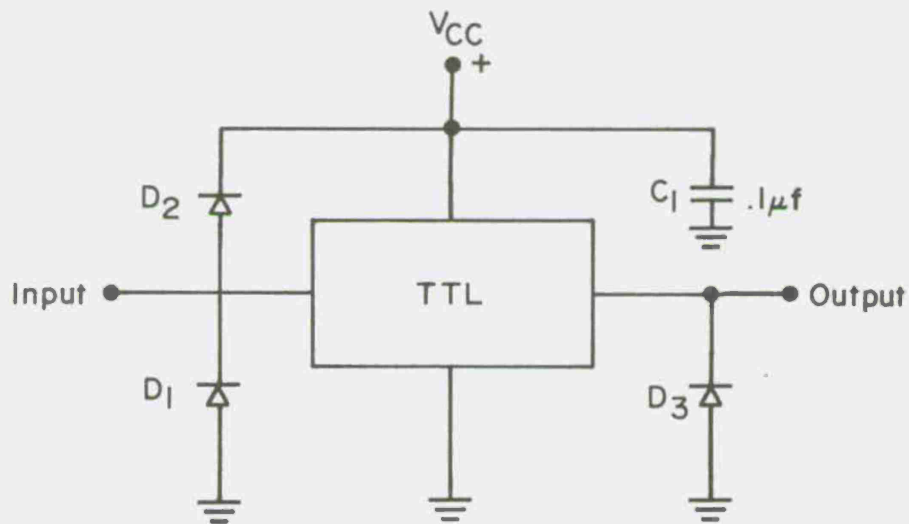 VCC
+
D2
C1 .1μf
Input
TTL
Output
D1
D3